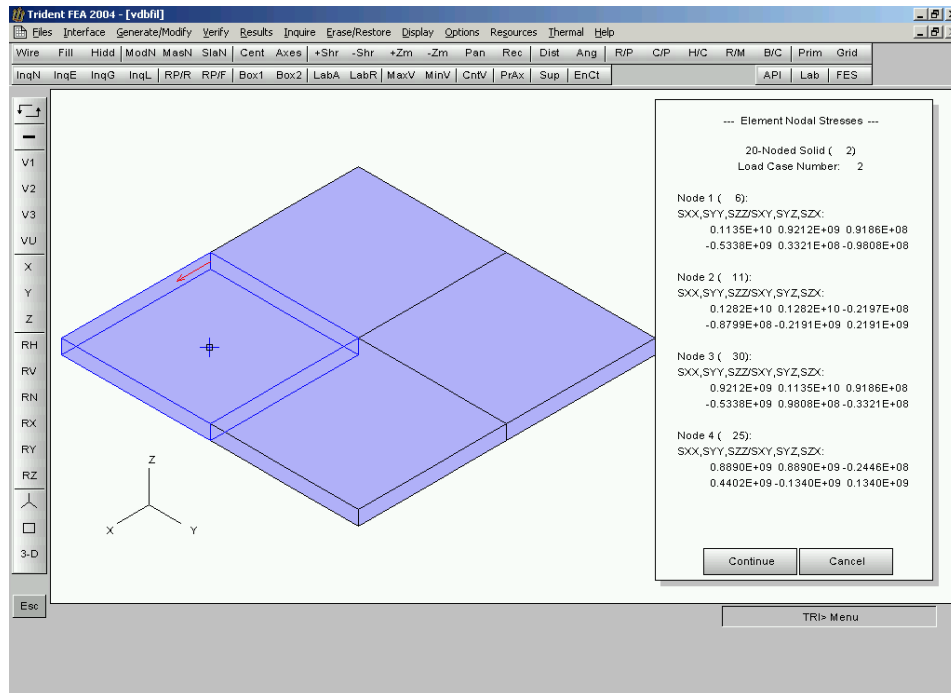 Trident FEA 2004 - [vdbfil]
Files Interface Generate/Modify Verify Results Inquire Erase/Restore Display Options Resources Thermal Help
Wire Fill Hidd ModN MasN SlaN Cent Axes +Shr -Shr +Zm -Zm Pan Rec Dist Ang R/P C/P H/C R/M B/C Prim Grid
InqN InqE InqG InqL RP/R RP/F Box1 Box2 LabA LabR MaxV MinV CntV PrAx Sup EnCt API Lab FES
V1
V2
V3
VU
X
Y
Z
RH
RV
RN
RX
RY
RZ
3-D
Esc
Z
X Y
--- Element Nodal Stresses ---
20-Noded Solid ( 2)
Load Case Number: 2
Node 1 ( 6):
SXX,SYY,SZZ/SXY,SYZ,SZX:
0.1135E+10 0.9212E+09 0.9186E+08
-0.5338E+09 0.3321E+08 -0.9808E+08
Node 2 ( 11):
SXX,SYY,SZZ/SXY,SYZ,SZX:
0.1282E+10 0.1282E+10 -0.2197E+08
-0.8799E+08 -0.2191E+09 0.2191E+09
Node 3 ( 30):
SXX,SYY,SZZ/SXY,SYZ,SZX:
0.9212E+09 0.1135E+10 0.9186E+08
-0.5338E+09 0.9808E+08 -0.3321E+08
Node 4 ( 25):
SXX,SYY,SZZ/SXY,SYZ,SZX:
0.8890E+09 0.8890E+09 -0.2446E+08
0.4402E+09 -0.1340E+09 0.1340E+09
Continue Cancel
TRI> Menu